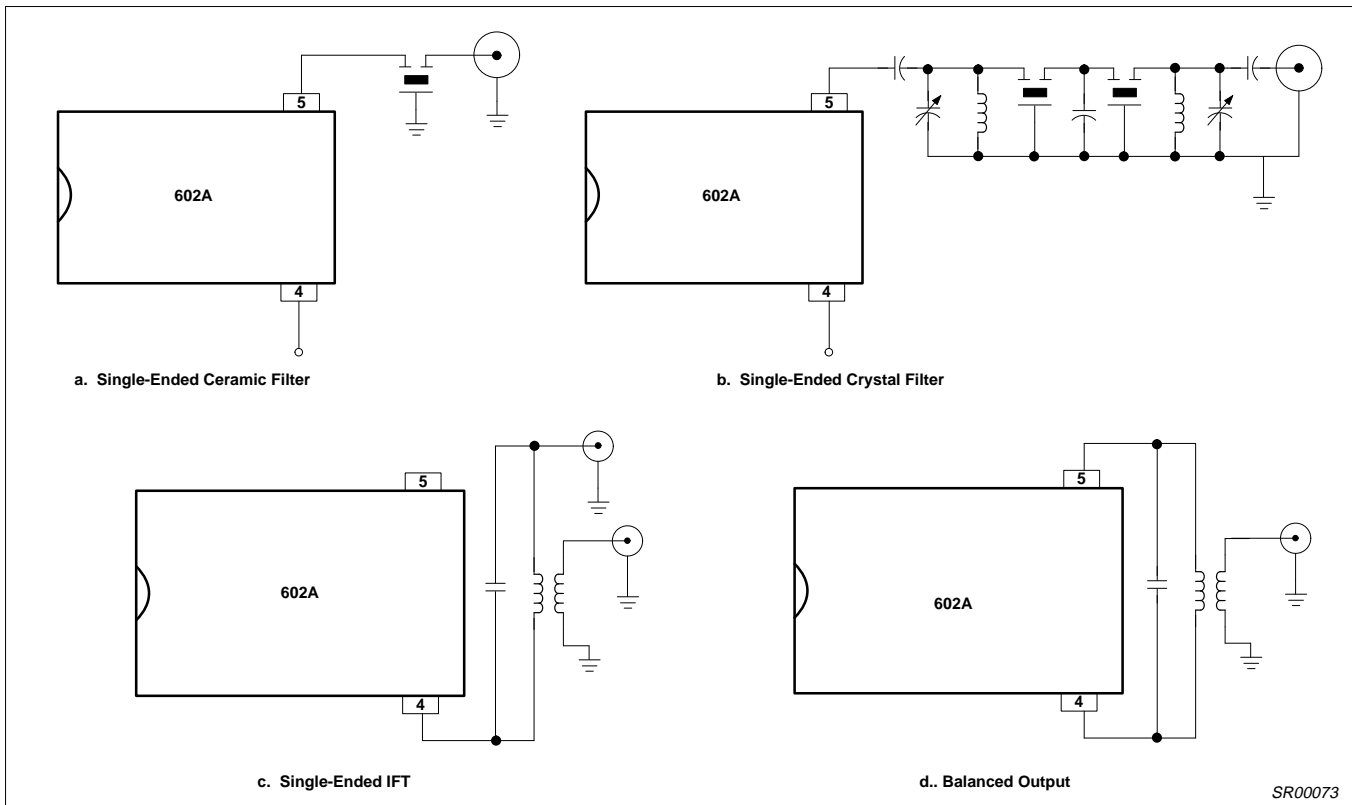 5
602A
4
a. Single-Ended Ceramic Filter
5
602A
4
b. Single-Ended Crystal Filter
5
602A
4
c. Single-Ended IFT
5
602A
4
d.. Balanced Output
SR00073